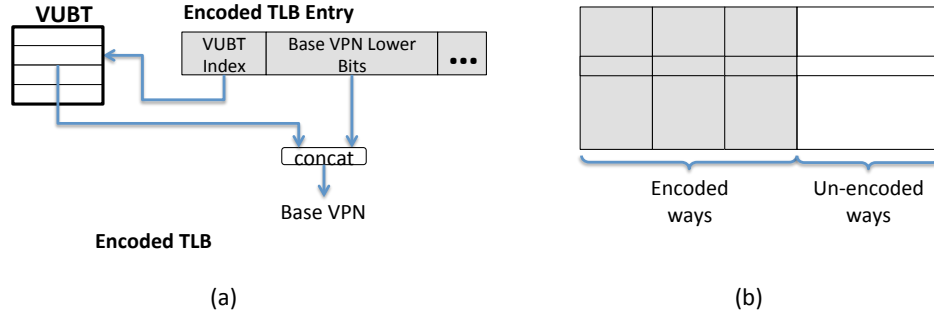 VUBT
Encoded TLB Entry
VUBT
Index
Base VPN Lower
Bits
...
concat
Base VPN
Encoded TLB
(a)
Encoded
ways
Un-encoded
ways
(b)